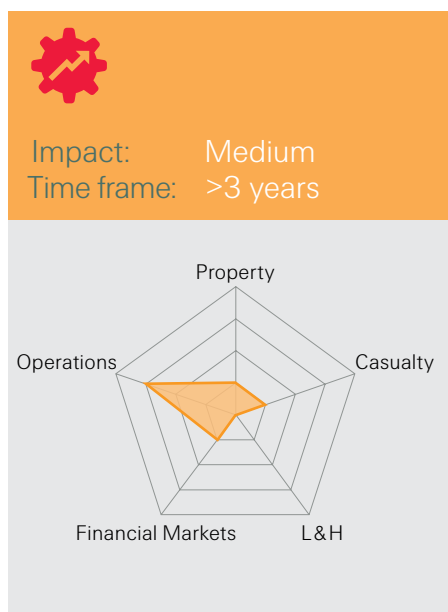 Impact: Medium
Time frame: >3 years
Property
Operations
Casualty
Financial Markets
L&H